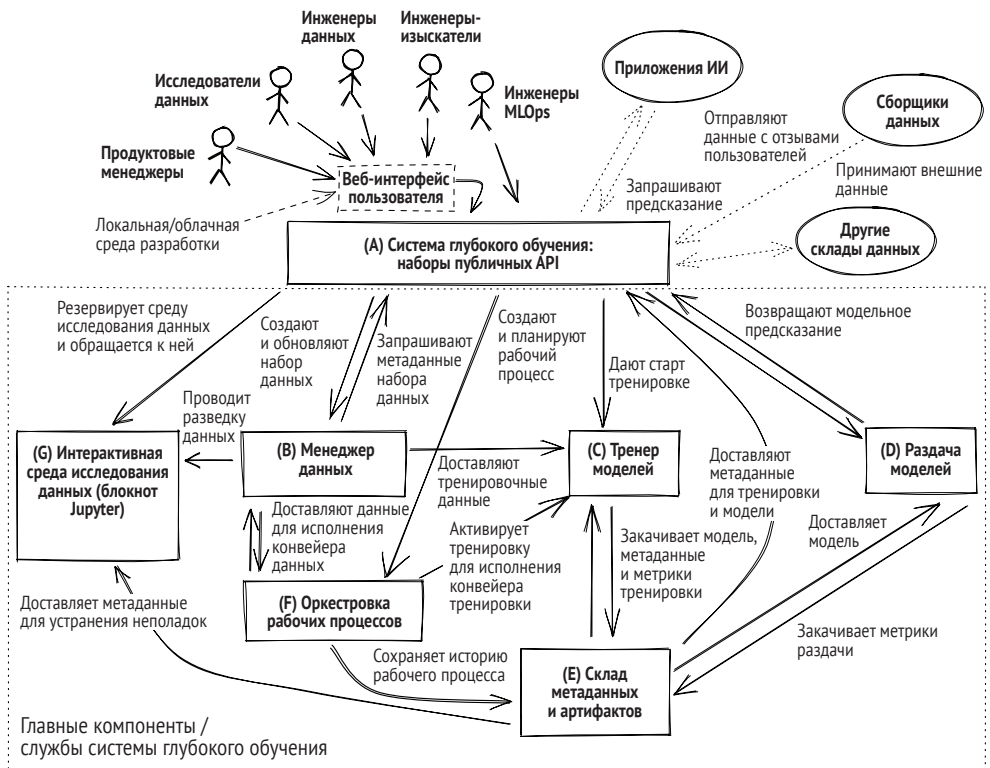 Инженеры
данных
Инженеры-
изыскатели
Исследователи
данных
Инженеры
MLOps
Продуктовые
менеджеры
Веб-интерфейс
пользователя
Локальная/облачная
среда разработки
Приложения ИИ
Сборщики
данных
Отправляют
данные с отзывами
пользователей
Запрашивают
предсказание
Принимают внешние
данные
Другие
склады данных
(A) Система глубокого обучения:
наборы публичных API
Резервирует среду
исследования данных
и обращается к ней
Создают
и обновляют
набор
данных
Запрашивают
метаданные
набора
данных
Создают
и планируют
рабочий
процесс
Дают старт
тренировке
Возвращают модельное
предсказание
Проводит
разведку
данных
(G) Интерактивная
среда исследования
данных (блокнот
Jupyter)
(B) Менеджер
данных
(C) Тренер
моделей
(D) Раздача
моделей
Доставляют
тренировочные
данные
Доставляют
метаданные
для тренировки
и модели
Доставляют данные
для исполнения
конвейера
данных
Активирует
тренировку
для исполнения
конвейера
тренировки
Закачивает модель,
метаданные
и метрики
тренировки
Доставляет
модель
Доставляет метаданные
для устранения неполадок
(F) Оркестровка
рабочих процессов
Закачивает метрики
раздачи
Сохраняет историю
рабочего процесса
(E) Склад
метаданных
и артифактов
Главные компоненты /
службы системы глубокого обучения